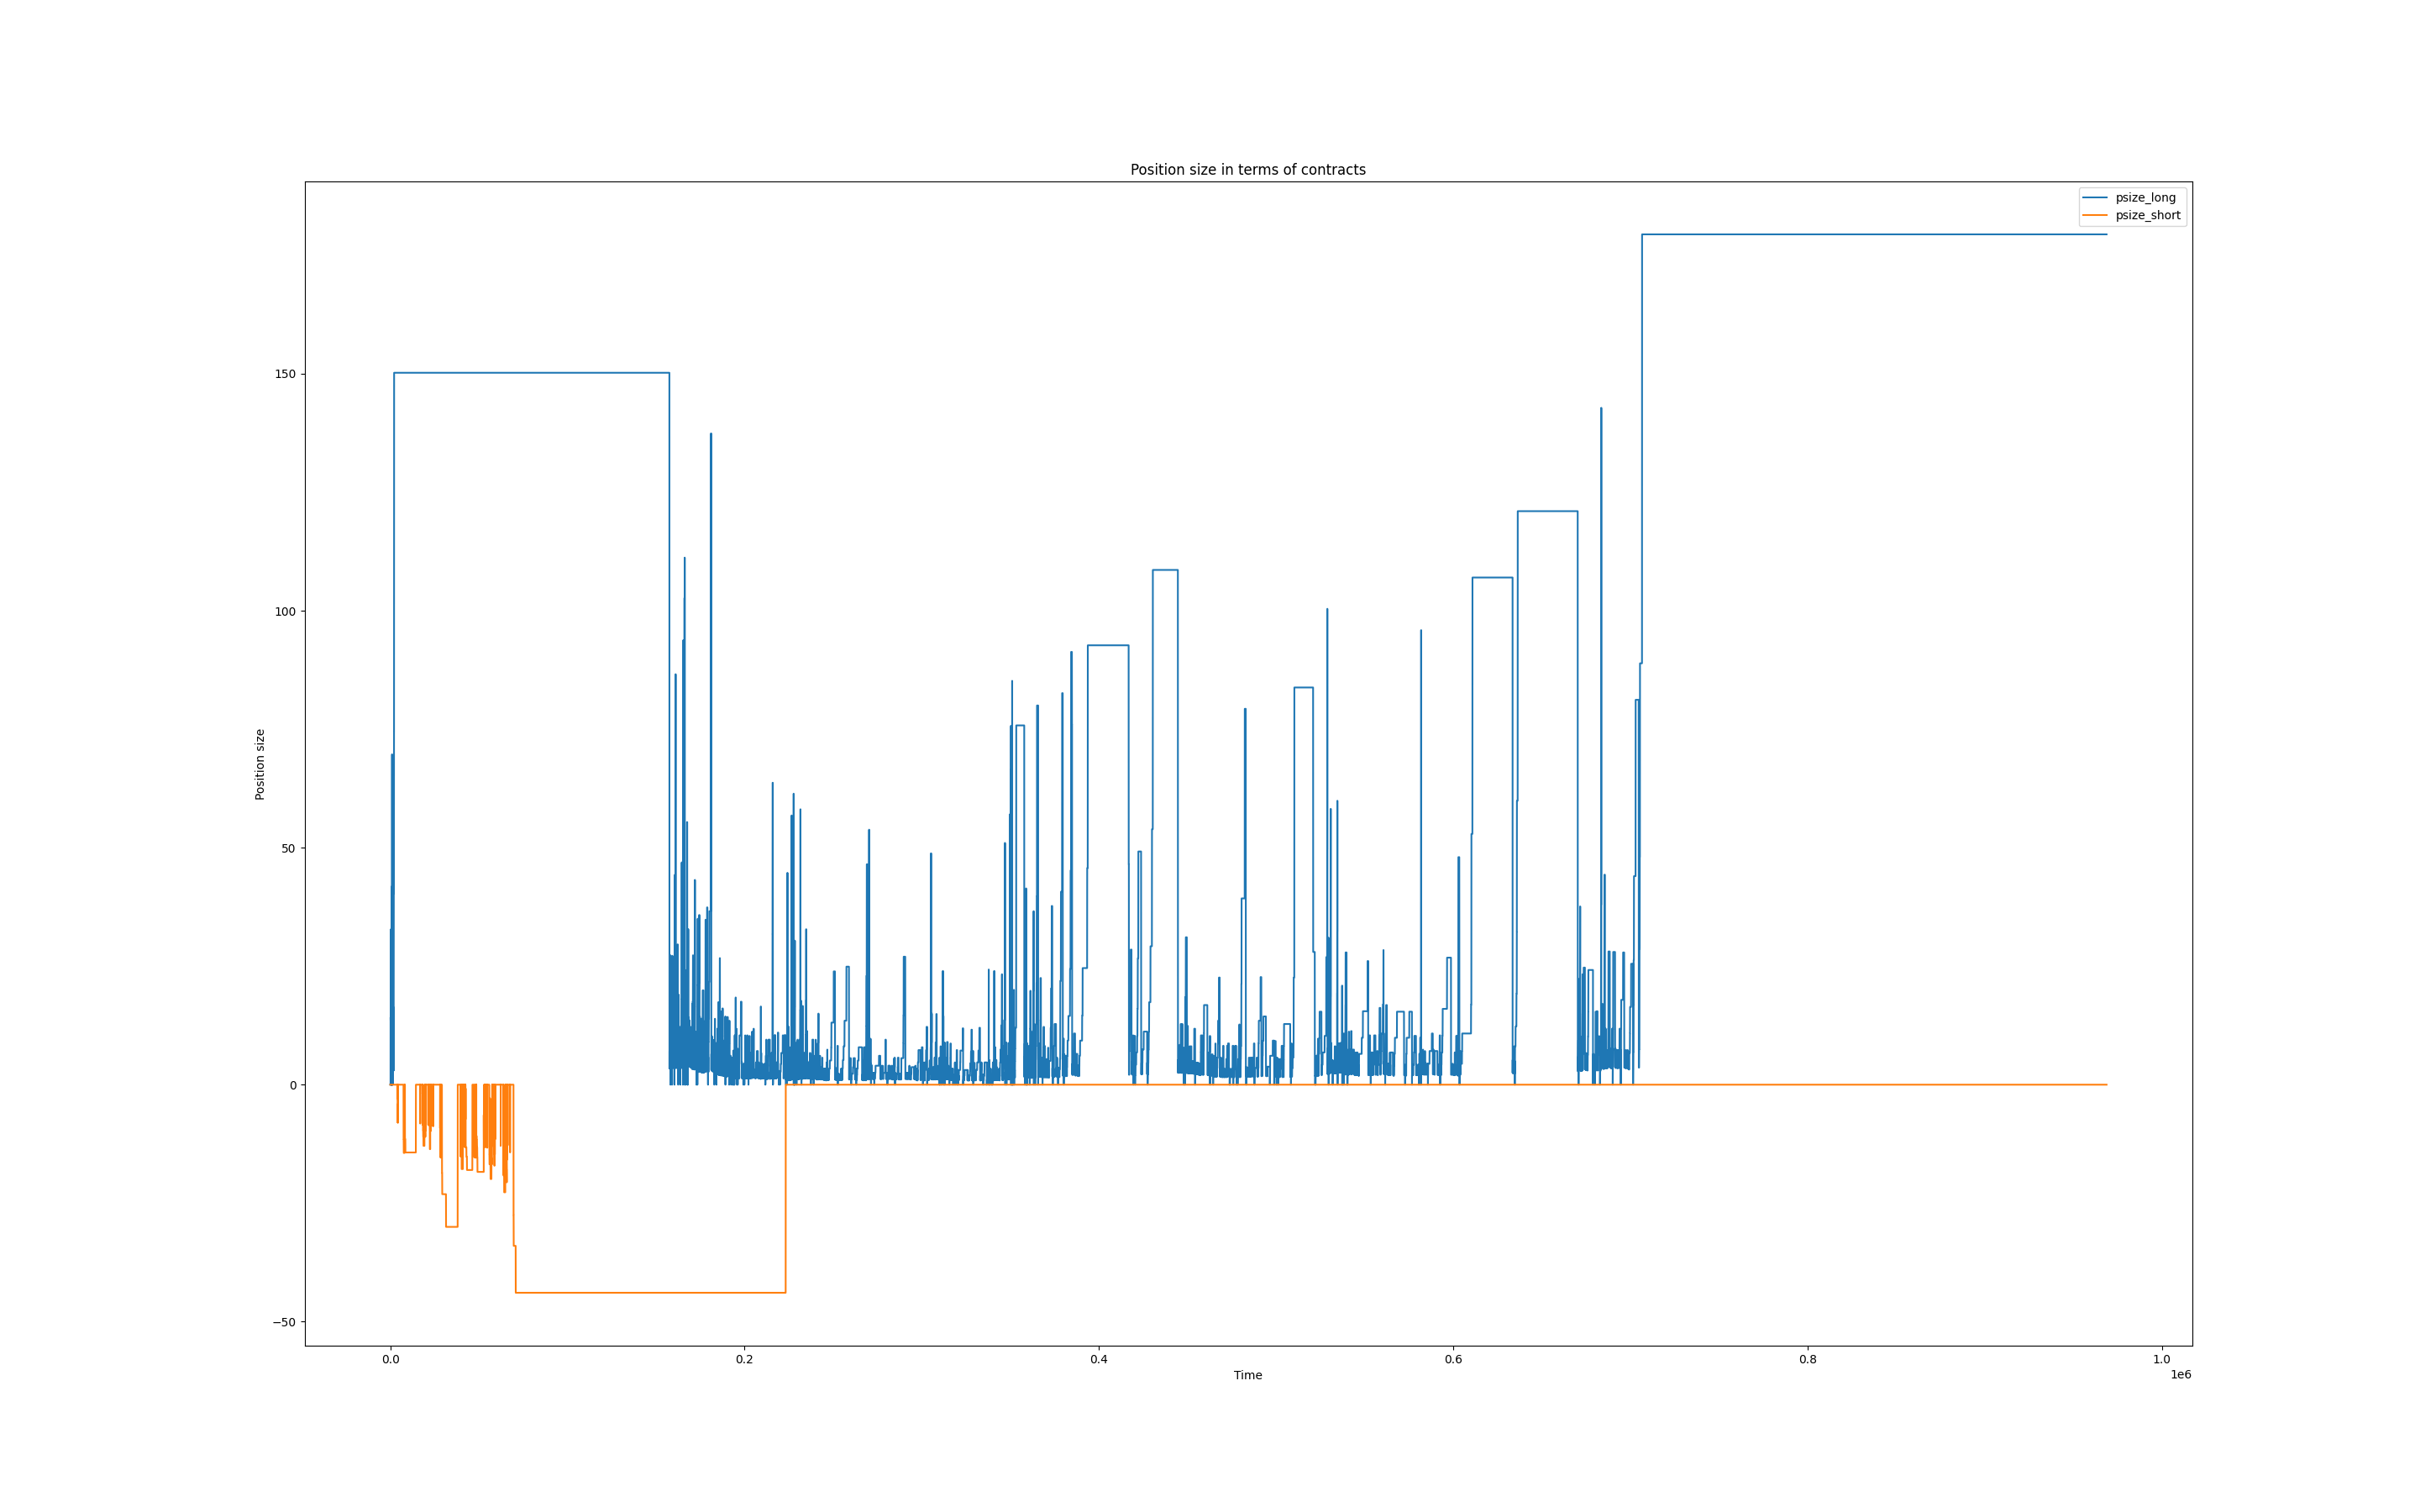 Position size in terms of contracts
psize_long
psize_short
150
100
50
0
−50
Position size
0.0
0.2
0.4
0.6
0.8
1.0
1e6
Time